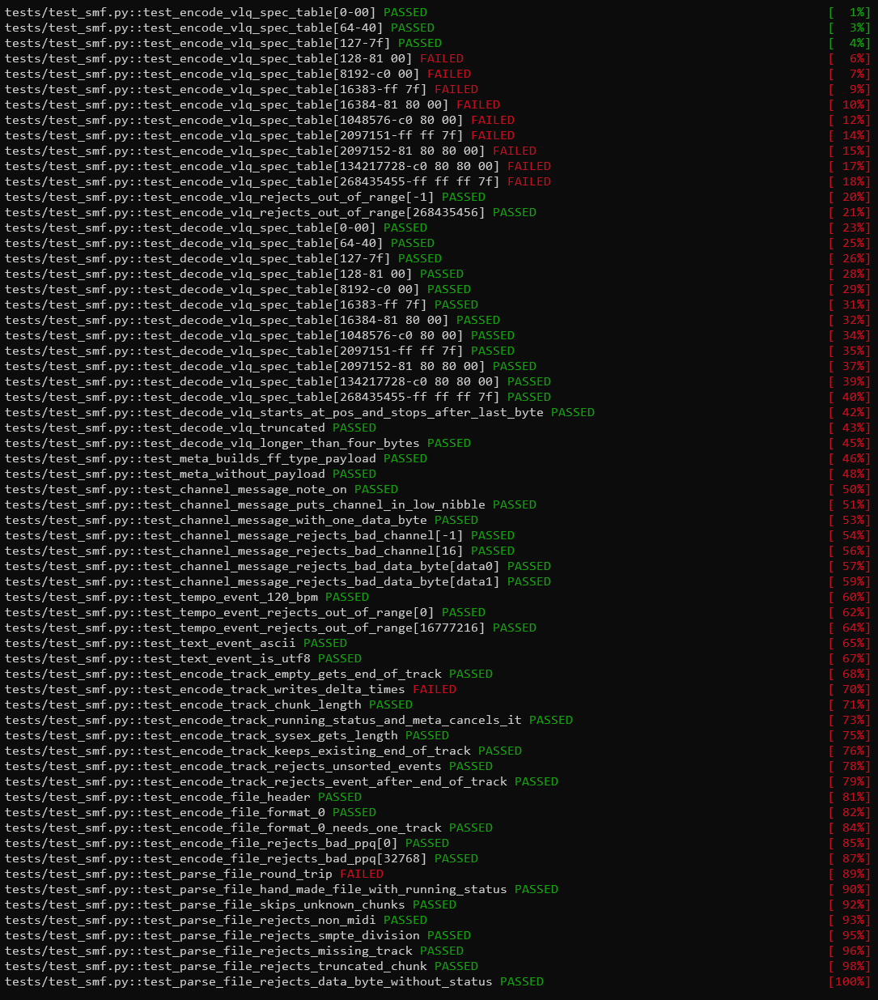 tests/test_smf.py::test_encode_vlq_spec_table[0-00] PASSED [  1%]
tests/test_smf.py::test_encode_vlq_spec_table[64-40] PASSED [  3%]
tests/test_smf.py::test_encode_vlq_spec_table[127-7f] PASSED [  4%]
tests/test_smf.py::test_encode_vlq_spec_table[128-81 00] FAILED [  6%]
tests/test_smf.py::test_encode_vlq_spec_table[8192-c0 00] FAILED [  7%]
tests/test_smf.py::test_encode_vlq_spec_table[16383-ff 7f] FAILED [  9%]
tests/test_smf.py::test_encode_vlq_spec_table[16384-81 80 00] FAILED [ 10%]
tests/test_smf.py::test_encode_vlq_spec_table[1048576-c0 80 00] FAILED [ 12%]
tests/test_smf.py::test_encode_vlq_spec_table[2097151-ff ff 7f] FAILED [ 14%]
tests/test_smf.py::test_encode_vlq_spec_table[2097152-81 80 80 00] FAILED [ 15%]
tests/test_smf.py::test_encode_vlq_spec_table[134217728-c0 80 80 00] FAILED [ 17%]
tests/test_smf.py::test_encode_vlq_spec_table[268435455-ff ff ff 7f] FAILED [ 18%]
tests/test_smf.py::test_encode_vlq_rejects_out_of_range[-1] PASSED [ 20%]
tests/test_smf.py::test_encode_vlq_rejects_out_of_range[268435456] PASSED [ 21%]
tests/test_smf.py::test_decode_vlq_spec_table[0-00] PASSED [ 23%]
tests/test_smf.py::test_decode_vlq_spec_table[64-40] PASSED [ 25%]
tests/test_smf.py::test_decode_vlq_spec_table[127-7f] PASSED [ 26%]
tests/test_smf.py::test_decode_vlq_spec_table[128-81 00] PASSED [ 28%]
tests/test_smf.py::test_decode_vlq_spec_table[8192-c0 00] PASSED [ 29%]
tests/test_smf.py::test_decode_vlq_spec_table[16383-ff 7f] PASSED [ 31%]
tests/test_smf.py::test_decode_vlq_spec_table[16384-81 80 00] PASSED [ 32%]
tests/test_smf.py::test_decode_vlq_spec_table[1048576-c0 80 00] PASSED [ 34%]
tests/test_smf.py::test_decode_vlq_spec_table[2097151-ff ff 7f] PASSED [ 35%]
tests/test_smf.py::test_decode_vlq_spec_table[2097152-81 80 80 00] PASSED [ 37%]
tests/test_smf.py::test_decode_vlq_spec_table[134217728-c0 80 80 00] PASSED [ 39%]
tests/test_smf.py::test_decode_vlq_spec_table[268435455-ff ff ff 7f] PASSED [ 40%]
tests/test_smf.py::test_decode_vlq_starts_at_pos_and_stops_after_last_byte PASSED [ 42%]
tests/test_smf.py::test_decode_vlq_truncated PASSED [ 43%]
tests/test_smf.py::test_decode_vlq_longer_than_four_bytes PASSED [ 45%]
tests/test_smf.py::test_meta_builds_ff_type_payload PASSED [ 46%]
tests/test_smf.py::test_meta_without_payload PASSED [ 48%]
tests/test_smf.py::test_channel_message_note_on PASSED [ 50%]
tests/test_smf.py::test_channel_message_puts_channel_in_low_nibble PASSED [ 51%]
tests/test_smf.py::test_channel_message_with_one_data_byte PASSED [ 53%]
tests/test_smf.py::test_channel_message_rejects_bad_channel[-1] PASSED [ 54%]
tests/test_smf.py::test_channel_message_rejects_bad_channel[16] PASSED [ 56%]
tests/test_smf.py::test_channel_message_rejects_bad_data_byte[data0] PASSED [ 57%]
tests/test_smf.py::test_channel_message_rejects_bad_data_byte[data1] PASSED [ 59%]
tests/test_smf.py::test_tempo_event_120_bpm PASSED [ 60%]
tests/test_smf.py::test_tempo_event_rejects_out_of_range[0] PASSED [ 62%]
tests/test_smf.py::test_tempo_event_rejects_out_of_range[16777216] PASSED [ 64%]
tests/test_smf.py::test_text_event_ascii PASSED [ 65%]
tests/test_smf.py::test_text_event_is_utf8 PASSED [ 67%]
tests/test_smf.py::test_encode_track_empty_gets_end_of_track PASSED [ 68%]
tests/test_smf.py::test_encode_track_writes_delta_times FAILED [ 70%]
tests/test_smf.py::test_encode_track_chunk_length PASSED [ 71%]
tests/test_smf.py::test_encode_track_running_status_and_meta_cancels_it PASSED [ 73%]
tests/test_smf.py::test_encode_track_sysex_gets_length PASSED [ 75%]
tests/test_smf.py::test_encode_track_keeps_existing_end_of_track PASSED [ 76%]
tests/test_smf.py::test_encode_track_rejects_unsorted_events PASSED [ 78%]
tests/test_smf.py::test_encode_track_rejects_event_after_end_of_track PASSED [ 79%]
tests/test_smf.py::test_encode_file_header PASSED [ 81%]
tests/test_smf.py::test_encode_file_format_0 PASSED [ 82%]
tests/test_smf.py::test_encode_file_format_0_needs_one_track PASSED [ 84%]
tests/test_smf.py::test_encode_file_rejects_bad_ppq[0] PASSED [ 85%]
tests/test_smf.py::test_encode_file_rejects_bad_ppq[32768] PASSED [ 87%]
tests/test_smf.py::test_parse_file_round_trip FAILED [ 89%]
tests/test_smf.py::test_parse_file_hand_made_file_with_running_status PASSED [ 90%]
tests/test_smf.py::test_parse_file_skips_unknown_chunks PASSED [ 92%]
tests/test_smf.py::test_parse_file_rejects_non_midi PASSED [ 93%]
tests/test_smf.py::test_parse_file_rejects_smpte_division PASSED [ 95%]
tests/test_smf.py::test_parse_file_rejects_missing_track PASSED [ 96%]
tests/test_smf.py::test_parse_file_rejects_truncated_chunk PASSED [ 98%]
tests/test_smf.py::test_parse_file_rejects_data_byte_without_status PASSED [100%]